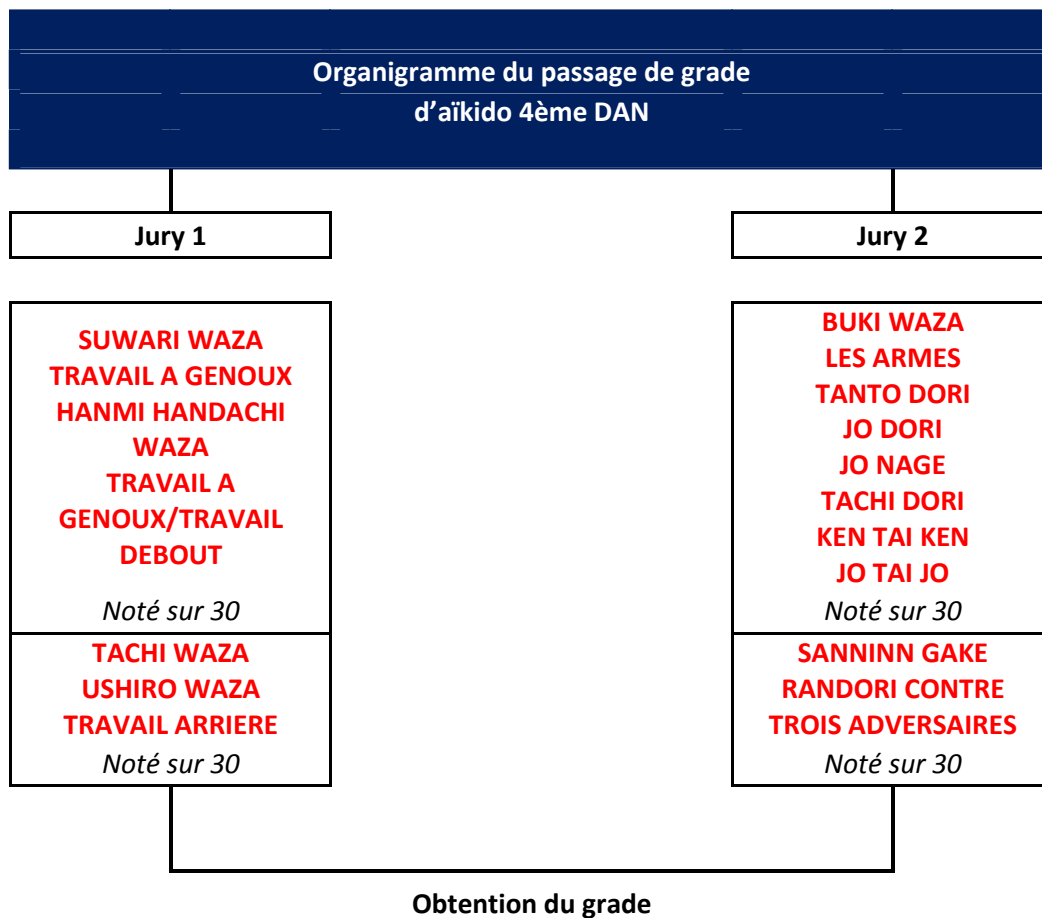 Organigramme du passage de grade
d’aïkido 4ème DAN
Jury 1
SUWARI WAZA
TRAVAIL A GENOUX
HANMI HANDACHI
WAZA
TRAVAIL A
GENOUX/TRAVAIL
DEBOUT
Noté sur 30
TACHI WAZA
USHIRO WAZA
TRAVAIL ARRIERE
Noté sur 30
Jury 2
BUKI WAZA
LES ARMES
TANTO DORI
JO DORI
JO NAGE
TACHI DORI
KEN TAI KEN
JO TAI JO
Noté sur 30
SANNINN GAKE
RANDORI CONTRE
TROIS ADVERSAIRES
Noté sur 30
Obtention du grade